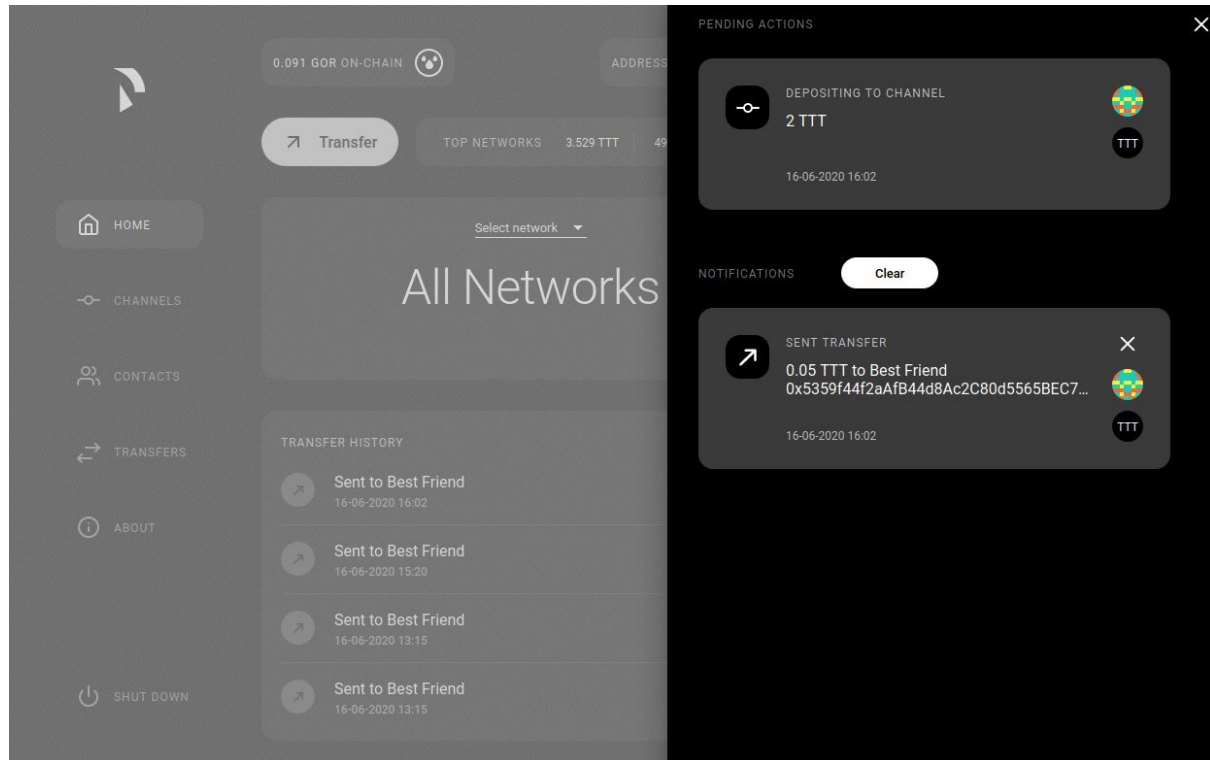 0.091 GOR ON-CHAIN
ADDRESS
Transfer
TOP NETWORKS 3.529 TTT 49
HOME
CHANNELS
CONTACTS
TRANSFERS
ABOUT
SHUT DOWN
Select network
All Networks
TRANSFER HISTORY
Sent to Best Friend
16-06-2020 16:02
Sent to Best Friend
16-06-2020 15:20
Sent to Best Friend
16-06-2020 13:15
Sent to Best Friend
16-06-2020 13:15
PENDING ACTIONS
DEPOSITING TO CHANNEL
2 TTT
TTT
16-06-2020 16:02
NOTIFICATIONS
Clear
SENT TRANSFER
0.05 TTT to Best Friend
0x5359f44f2aAfB44d8Ac2C80d5565BEC7...
TTT
16-06-2020 16:02